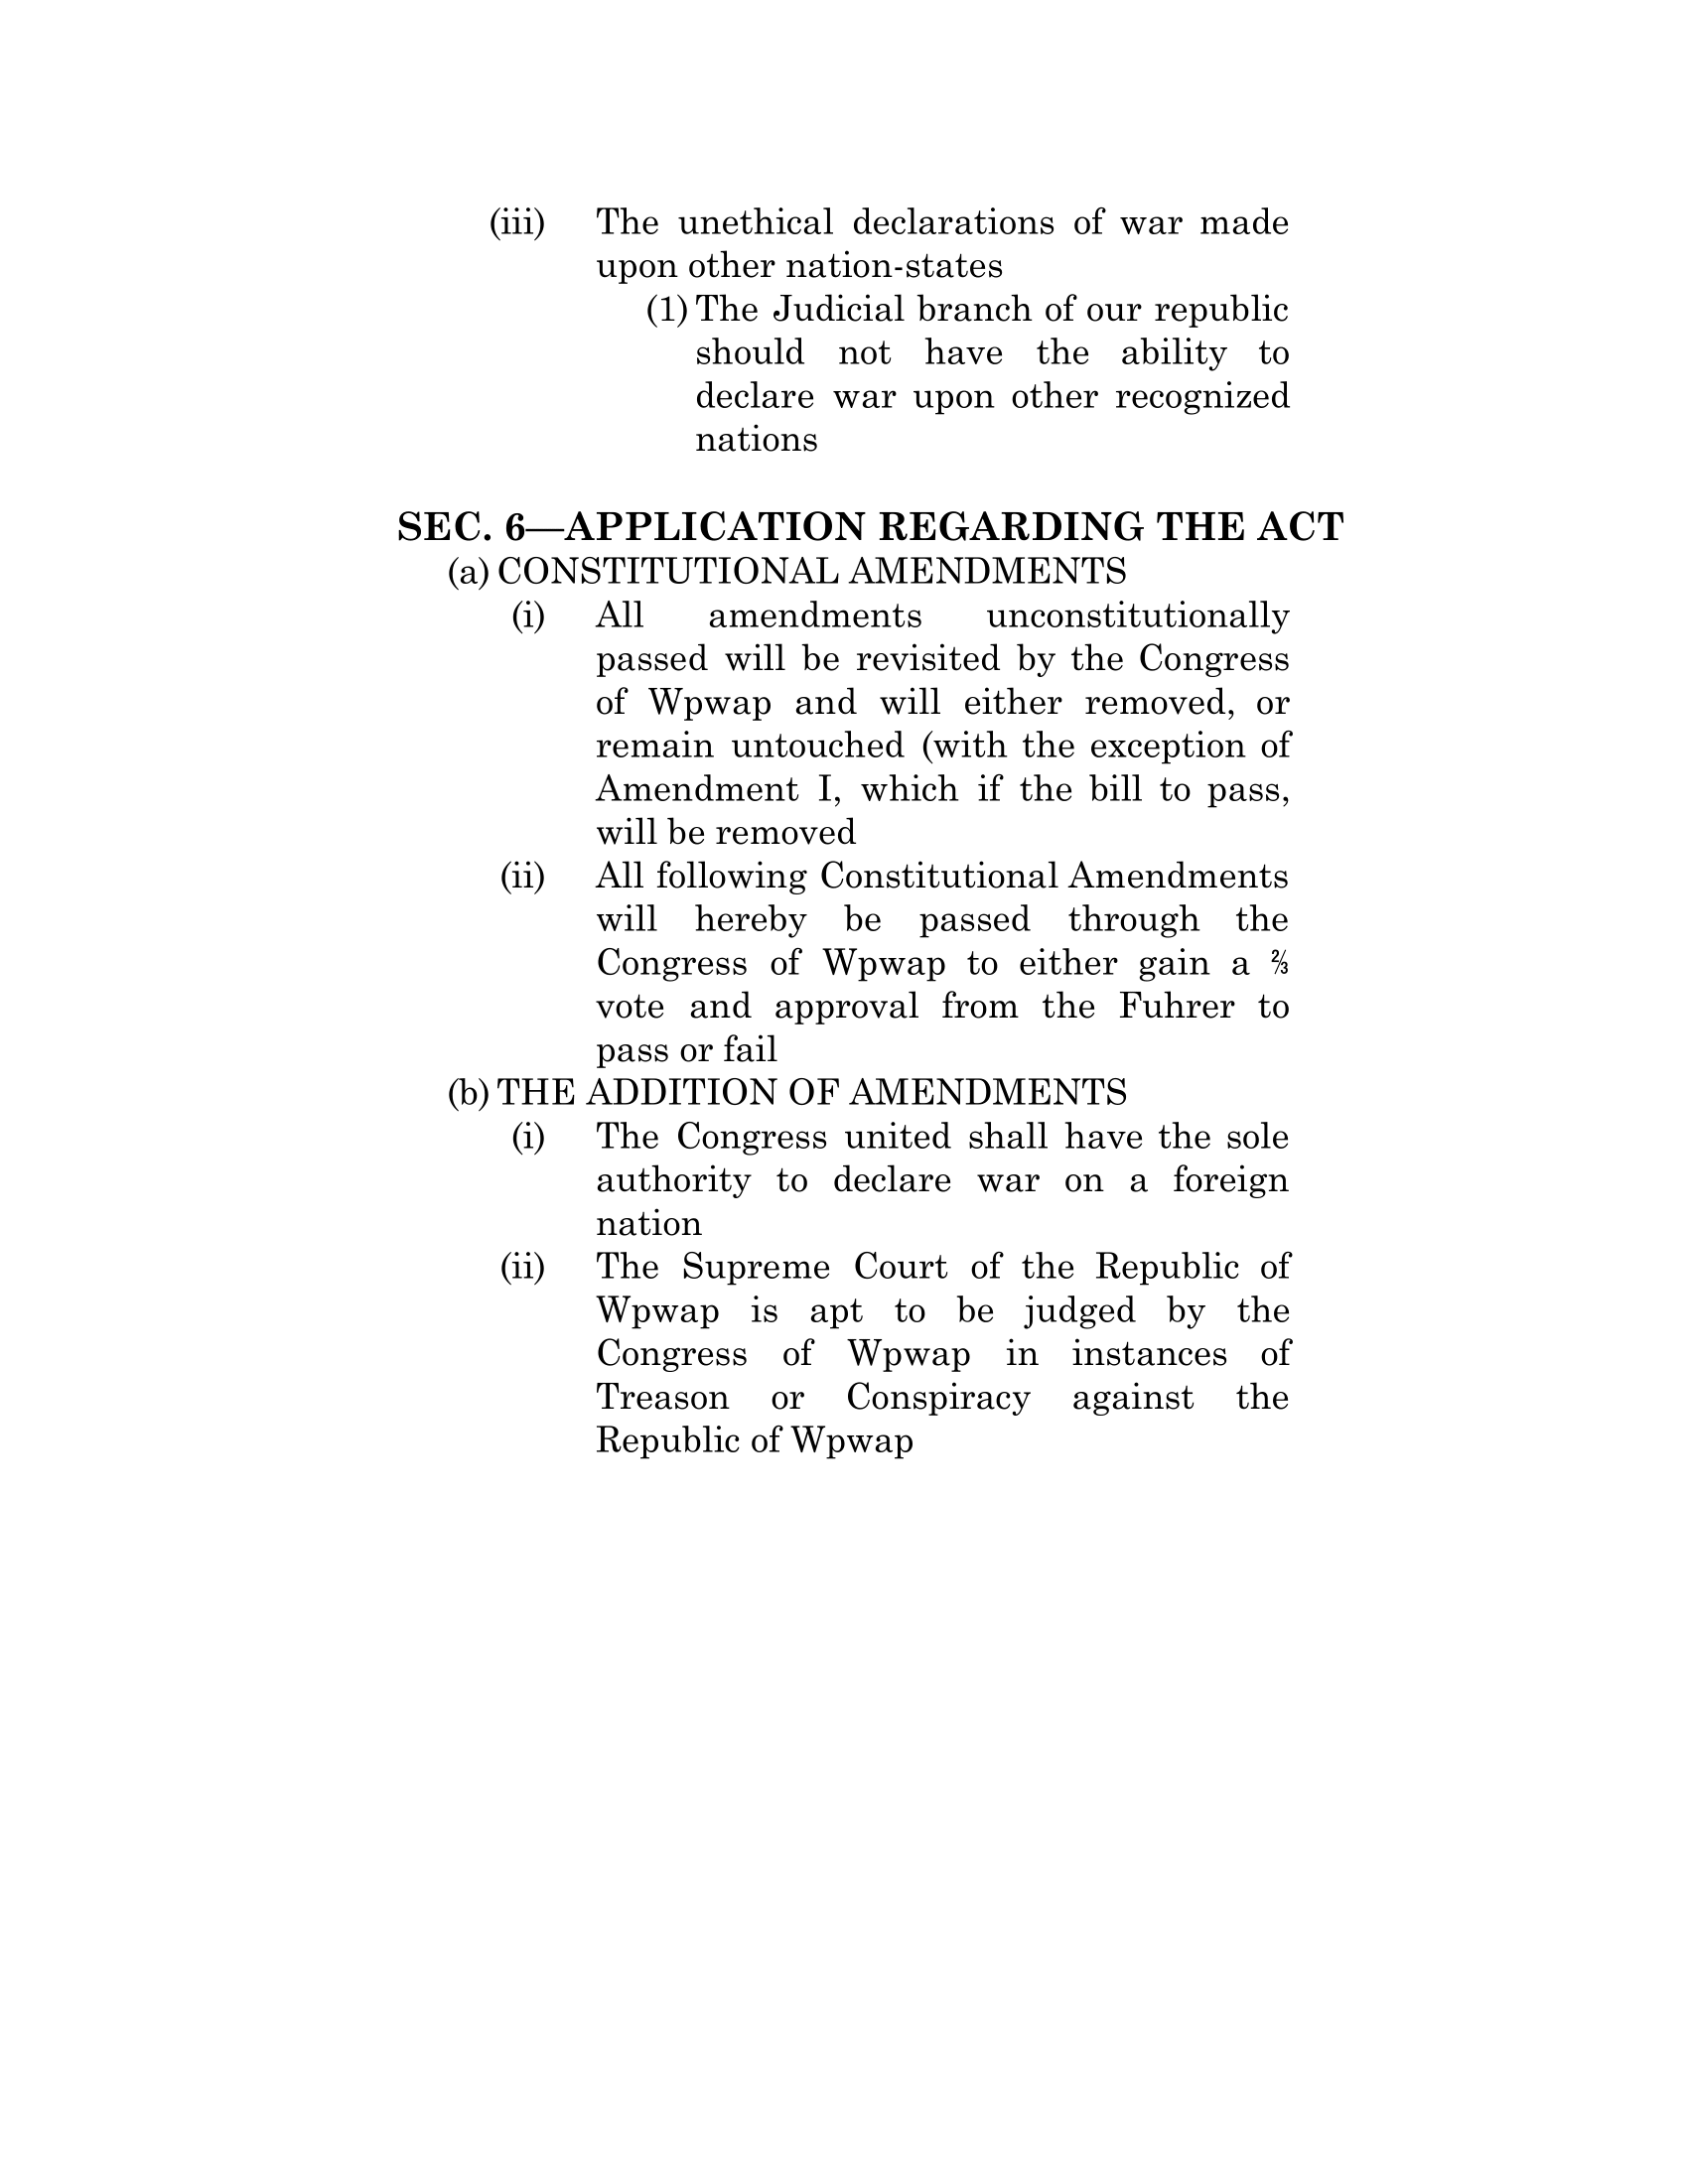 (iii) The unethical declarations of war made
upon other nation-states
(1) The Judicial branch of our republic
should not have the ability to
declare war upon other recognized
nations
SEC. 6—APPLICATION REGARDING THE ACT
(a) CONSTITUTIONAL AMENDMENTS
(i) All amendments unconstitutionally
passed will be revisited by the Congress
of Wpwap and will either removed, or
remain untouched (with the exception of
Amendment I, which if the bill to pass,
will be removed
(ii) All following Constitutional Amendments
will hereby be passed through the
Congress of Wpwap to either gain a ⅔
vote and approval from the Fuhrer to
pass or fail
(b) THE ADDITION OF AMENDMENTS
(i) The Congress united shall have the sole
authority to declare war on a foreign
nation
(ii) The Supreme Court of the Republic of
Wpwap is apt to be judged by the
Congress of Wpwap in instances of
Treason or Conspiracy against the
Republic of Wpwap